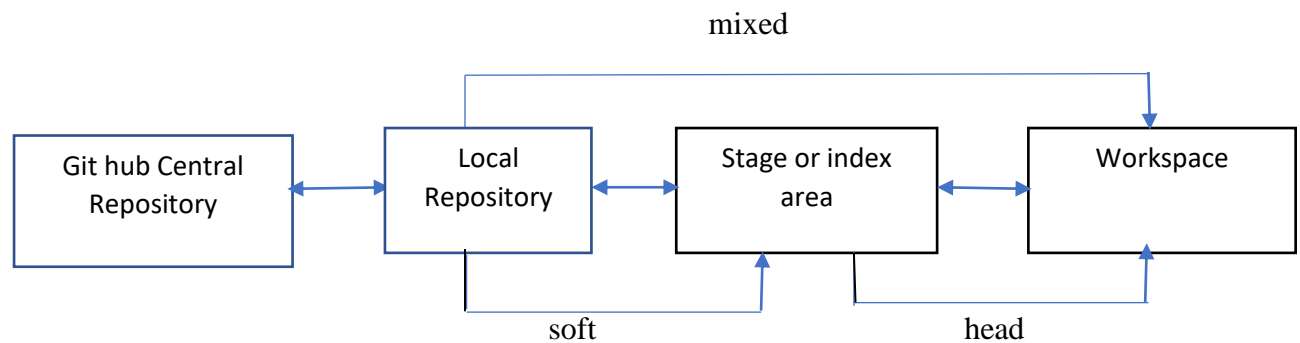 mixed
Git hub Central
Repository
Local
Repository
Stage or index
area
Workspace
soft
head